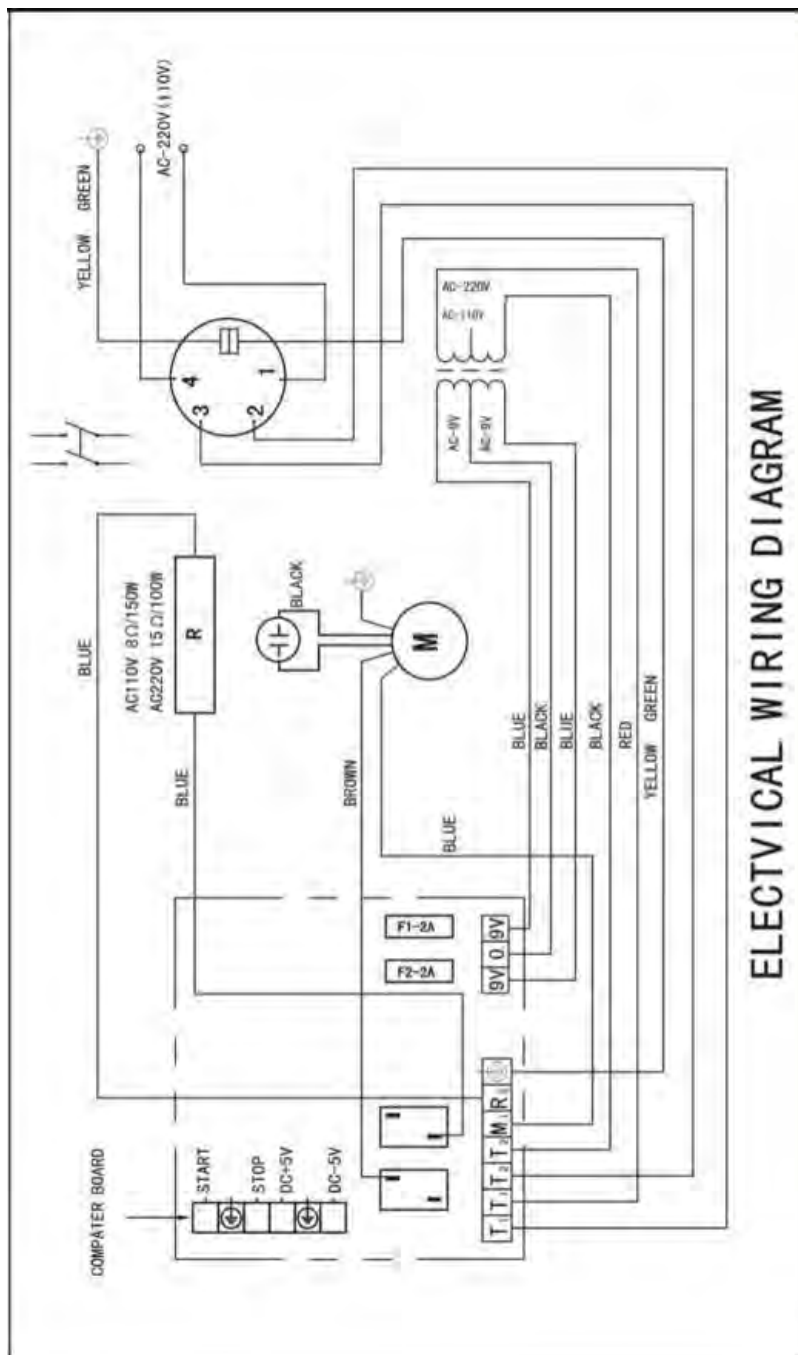 COMPATER BOARD
START
STOP
DC+5V
DC-5V
BLUE
AC110V 8Ω/150W
AC220V 15Ω/100W
R
BLUE
YELLOW GREEN
AC-220V(110V)
4
3
1
2
BLACK
M
BROWN
BLUE
F2-2A
F1-2A
9V 0 9V
T1 T1 T2 T2 M1 R
AC-9V
AC-9V
AC-220V
AC-110V
BLUE
BLACK
BLUE
BLACK
RED
YELLOW GREEN
ELECTVICAL WIRING DIAGRAM